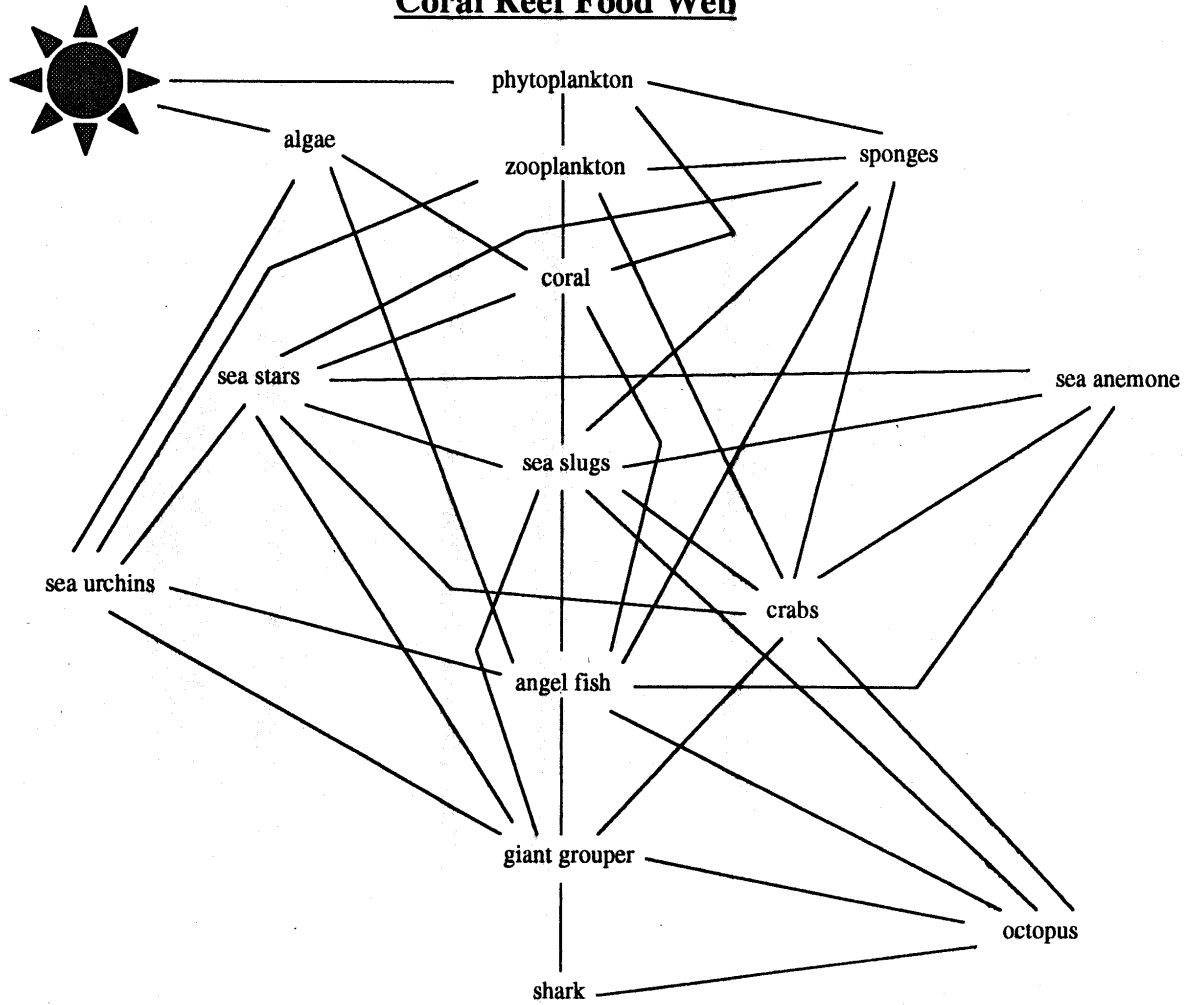 Coral Reef Food Web
phytoplankton
algae
sponges
zooplankton
coral
sea stars
sea anemone
sea slugs
sea urchins
crabs
angel fish
giant grouper
octopus
shark